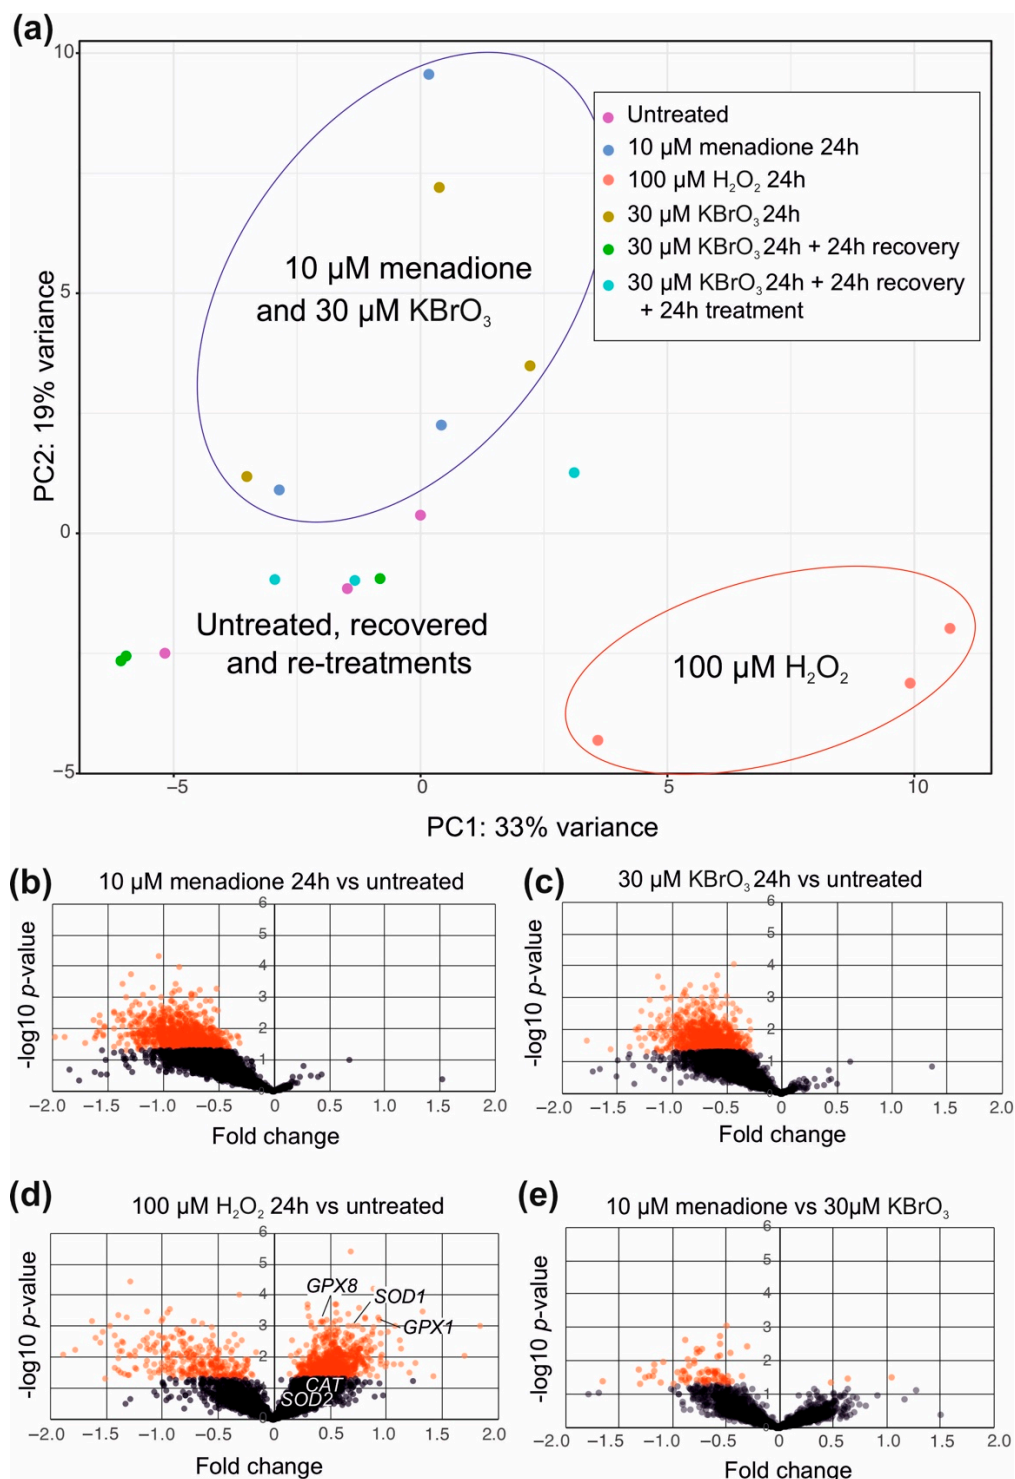 (a)
10
5
0
−5
PC2: 19% variance
Untreated
10 µM menadione 24h
100 µM H₂O₂ 24h
30 µM KBrO₃ 24h
30 µM KBrO₃ 24h + 24h recovery
30 µM KBrO₃ 24h + 24h recovery
+ 24h treatment
10 µM menadione
and 30 µM KBrO₃
Untreated, recovered
and re-treatments
100 µM H₂O₂
−5 0 5 10
PC1: 33% variance
(b)
10 µM menadione 24h vs untreated
-log10 p-value
6
5
4
3
2
1
0
−2.0 −1.5 −1.0 −0.5 0 0.5 1.0 1.5 2.0
Fold change
(c)
30 µM KBrO₃ 24h vs untreated
-log10 p-value
6
5
4
3
2
1
0
−2.0 −1.5 −1.0 −0.5 0 0.5 1.0 1.5 2.0
Fold change
(d)
100 µM H₂O₂ 24h vs untreated
-log10 p-value
6
5
4
3
2
1
0
GPX8
SOD1
GPX1
CAT
SOD2
−2.0 −1.5 −1.0 −0.5 0 0.5 1.0 1.5 2.0
Fold change
(e)
10 µM menadione vs 30µM KBrO₃
-log10 p-value
6
5
4
3
2
1
0
−2.0 −1.5 −1.0 −0.5 0 0.5 1.0 1.5 2.0
Fold change